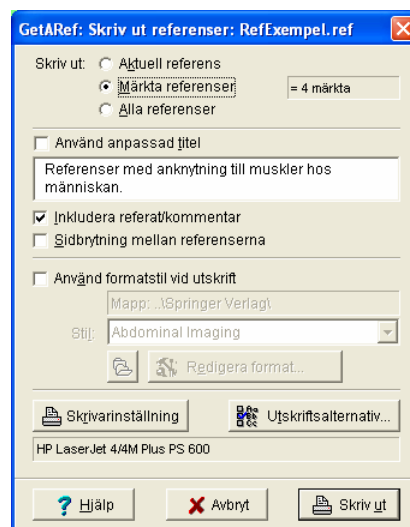 GetARef: Skriv ut referenser: RefExempel.ref
Skriv ut:
Aktuell referens
Märkta referenser
= 4 märkta
Alla referenser
Använd anpassad titel
Referenser med anknytning till muskler hos
människan.
Inkludera referat/kommentar
Sidbrytning mellan referenserna
Använd formatstil vid utskrift
Mapp: ..\Springer Verlag\
Stil: Abdominal Imaging
Redigera format...
Skrivarinställning
Utskriftsalternativ...
HP LaserJet 4/4M Plus PS 600
Hjälp
Avbryt
Skriv ut